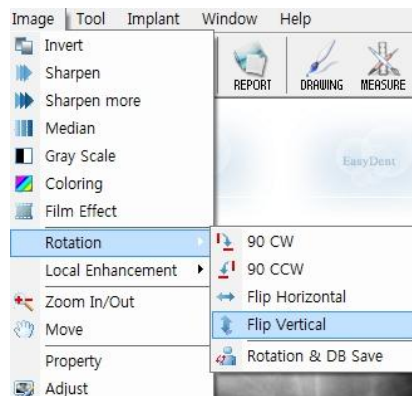 Image Tool Implant Window Help
Invert
Sharpen
Sharpen more
Median
Gray Scale
Coloring
Film Effect
Rotation
Local Enhancement
Zoom In/Out
Move
Property
Adjust
REPORT DRAWING MEASURE
EasyDent
90 CW
90 CCW
Flip Horizontal
Flip Vertical
Rotation & DB Save